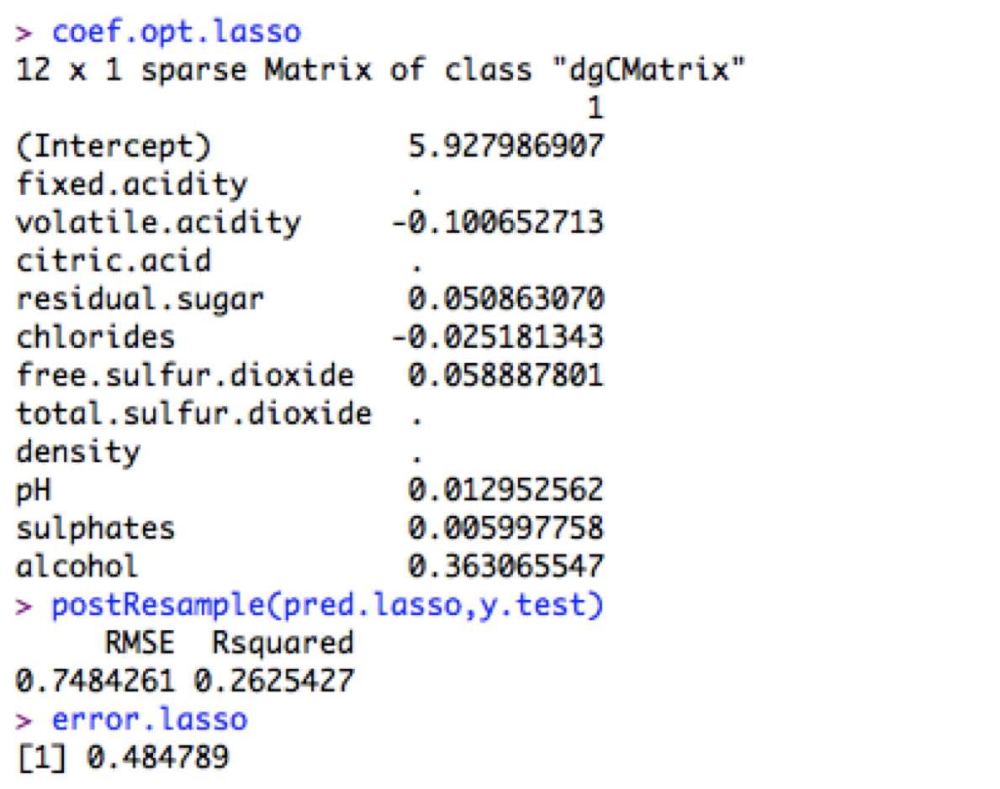 > coef.opt.lasso
12 x 1 sparse Matrix of class "dgCMatrix"
1
(Intercept) 5.927986907
fixed.acidity .
volatile.acidity -0.100652713
citric.acid .
residual.sugar 0.050863070
chlorides -0.025181343
free.sulfur.dioxide 0.058887801
total.sulfur.dioxide .
density .
pH 0.012952562
sulphates 0.005997758
alcohol 0.363065547
> postResample(pred.lasso,y.test)
RMSE Rsquared
0.7484261 0.2625427
> error.lasso
[1] 0.484789